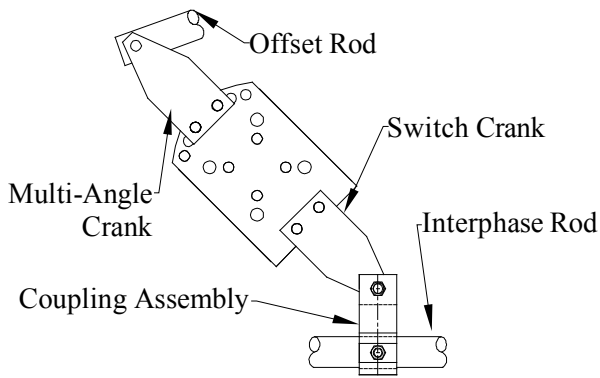 Offset Rod
Switch Crank
Multi-Angle
Crank
Interphase Rod
Coupling Assembly